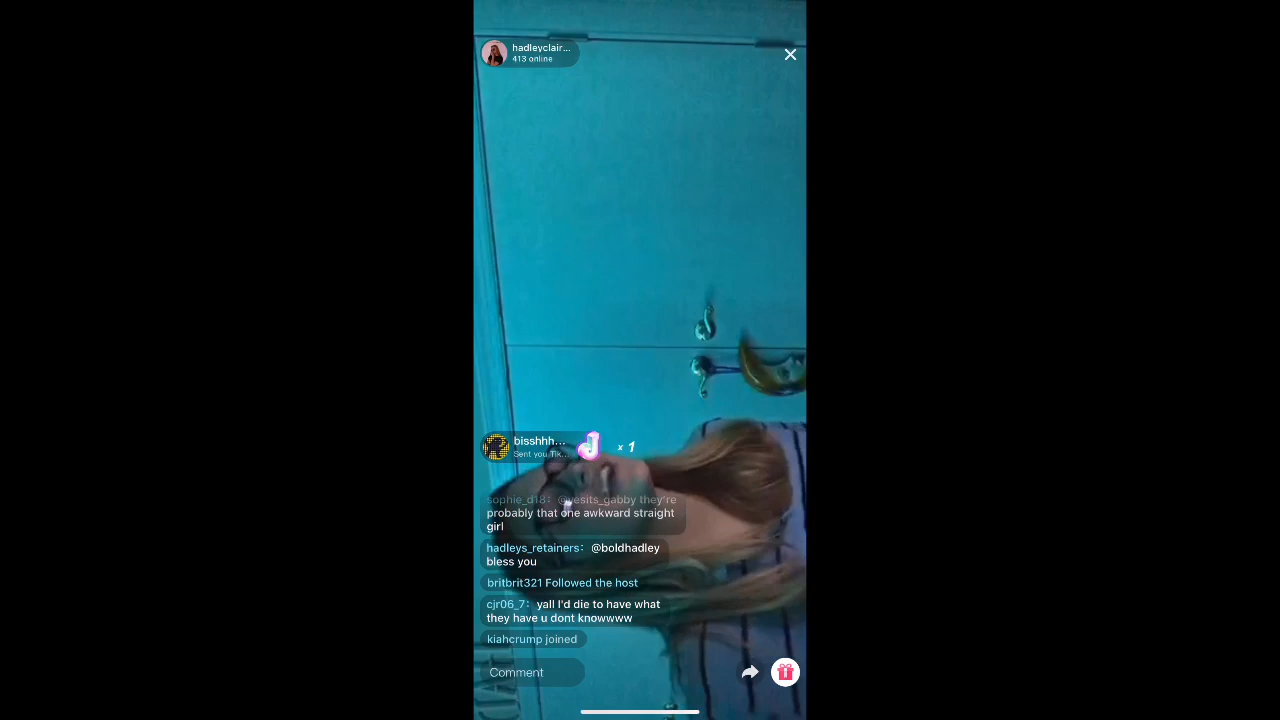 hadleyclair...
413 online
bisshhh...
Sent you Tik...
x 1
sophie_d18: @yesits_gabby they're
probably that one awkward straight
girl
hadleys_retainers: @boldhadley
bless you
britbrit321 Followed the host
cjr06_7: yall I'd die to have what
they have u dont knowwww
kiahcrump joined
Comment